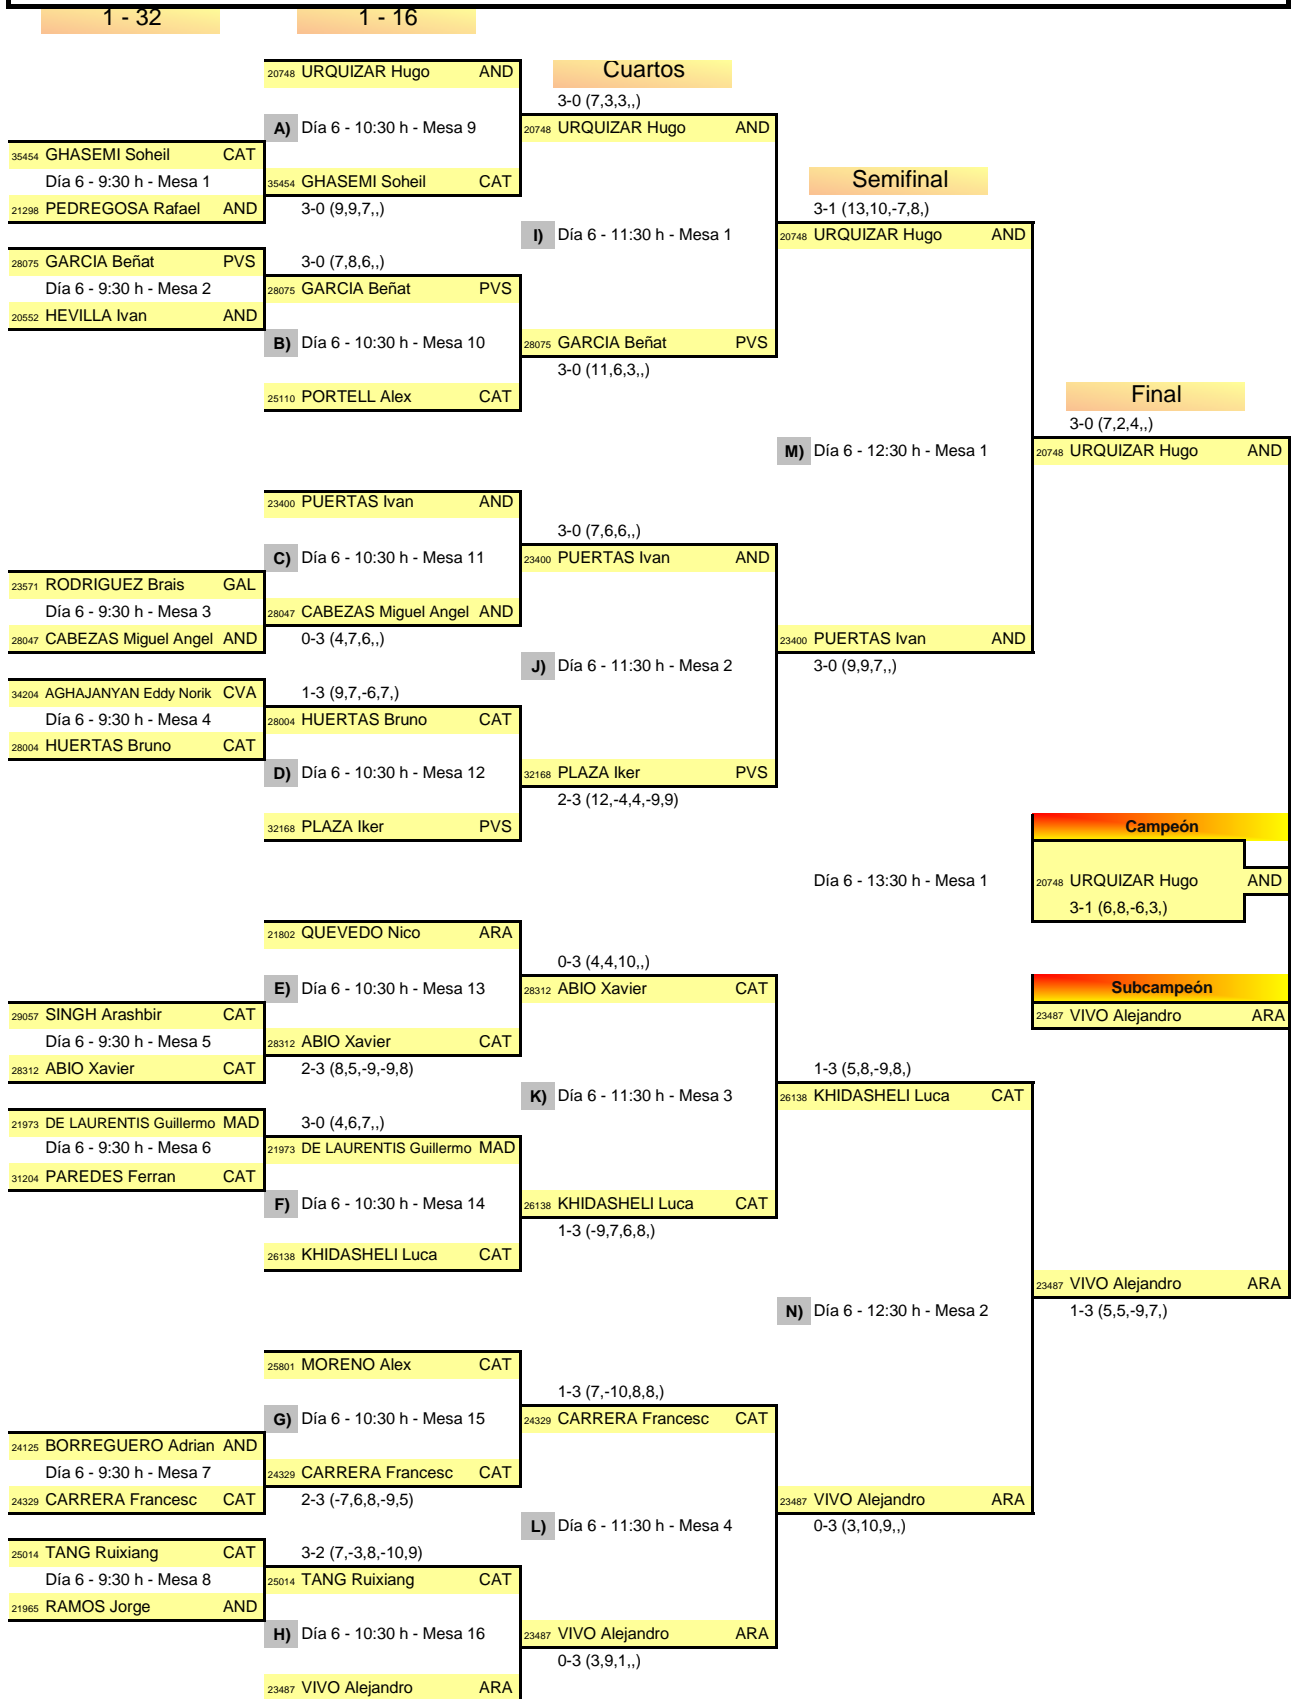 1 - 32
1 - 16
20748 URQUIZAR Hugo AND
Cuartos
3-0 (7,3,3,,)
A) Día 6 - 10:30 h - Mesa 9
20748 URQUIZAR Hugo AND
35454 GHASEMI Soheil CAT
Día 6 - 9:30 h - Mesa 1
35454 GHASEMI Soheil CAT
Semifinal
21298 PEDREGOSA Rafael AND
3-0 (9,9,7,,)
3-1 (13,10,-7,8,)
I) Día 6 - 11:30 h - Mesa 1
20748 URQUIZAR Hugo AND
28075 GARCIA Beñat PVS
3-0 (7,8,6,,)
Día 6 - 9:30 h - Mesa 2
28075 GARCIA Beñat PVS
20552 HEVILLA Ivan AND
B) Día 6 - 10:30 h - Mesa 10
28075 GARCIA Beñat PVS
3-0 (11,6,3,,)
25110 PORTELL Alex CAT
Final
3-0 (7,2,4,,)
M) Día 6 - 12:30 h - Mesa 1
20748 URQUIZAR Hugo AND
23400 PUERTAS Ivan AND
3-0 (7,6,6,,)
C) Día 6 - 10:30 h - Mesa 11
23400 PUERTAS Ivan AND
23571 RODRIGUEZ Brais GAL
Día 6 - 9:30 h - Mesa 3
28047 CABEZAS Miguel Angel AND
28047 CABEZAS Miguel Angel AND
0-3 (4,7,6,,)
23400 PUERTAS Ivan AND
J) Día 6 - 11:30 h - Mesa 2
3-0 (9,9,7,,)
34204 AGHAJANYAN Eddy Norik CVA
1-3 (9,7,-6,7,)
Día 6 - 9:30 h - Mesa 4
28004 HUERTAS Bruno CAT
28004 HUERTAS Bruno CAT
D) Día 6 - 10:30 h - Mesa 12
32168 PLAZA Iker PVS
2-3 (12,-4,4,-9,9)
32168 PLAZA Iker PVS
Campeón
Día 6 - 13:30 h - Mesa 1
20748 URQUIZAR Hugo AND
3-1 (6,8,-6,3,)
21802 QUEVEDO Nico ARA
0-3 (4,4,10,,)
E) Día 6 - 10:30 h - Mesa 13
28312 ABIO Xavier CAT
Subcampeón
29057 SINGH Arashbir CAT
23487 VIVO Alejandro ARA
Día 6 - 9:30 h - Mesa 5
28312 ABIO Xavier CAT
28312 ABIO Xavier CAT
2-3 (8,5,-9,-9,8)
1-3 (5,8,-9,8,)
K) Día 6 - 11:30 h - Mesa 3
26138 KHIDASHELI Luca CAT
21973 DE LAURENTIS Guillermo MAD
3-0 (4,6,7,,)
Día 6 - 9:30 h - Mesa 6
21973 DE LAURENTIS Guillermo MAD
31204 PAREDES Ferran CAT
F) Día 6 - 10:30 h - Mesa 14
26138 KHIDASHELI Luca CAT
1-3 (-9,7,6,8,)
26138 KHIDASHELI Luca CAT
23487 VIVO Alejandro ARA
N) Día 6 - 12:30 h - Mesa 2
1-3 (5,5,-9,7,)
25801 MORENO Alex CAT
1-3 (7,-10,8,8,)
G) Día 6 - 10:30 h - Mesa 15
24329 CARRERA Francesc CAT
24125 BORREGUERO Adrian AND
Día 6 - 9:30 h - Mesa 7
24329 CARRERA Francesc CAT
24329 CARRERA Francesc CAT
2-3 (-7,6,8,-9,5)
23487 VIVO Alejandro ARA
L) Día 6 - 11:30 h - Mesa 4
0-3 (3,10,9,,)
25014 TANG Ruixiang CAT
3-2 (7,-3,8,-10,9)
Día 6 - 9:30 h - Mesa 8
25014 TANG Ruixiang CAT
21965 RAMOS Jorge AND
H) Día 6 - 10:30 h - Mesa 16
23487 VIVO Alejandro ARA
0-3 (3,9,1,,)
23487 VIVO Alejandro ARA